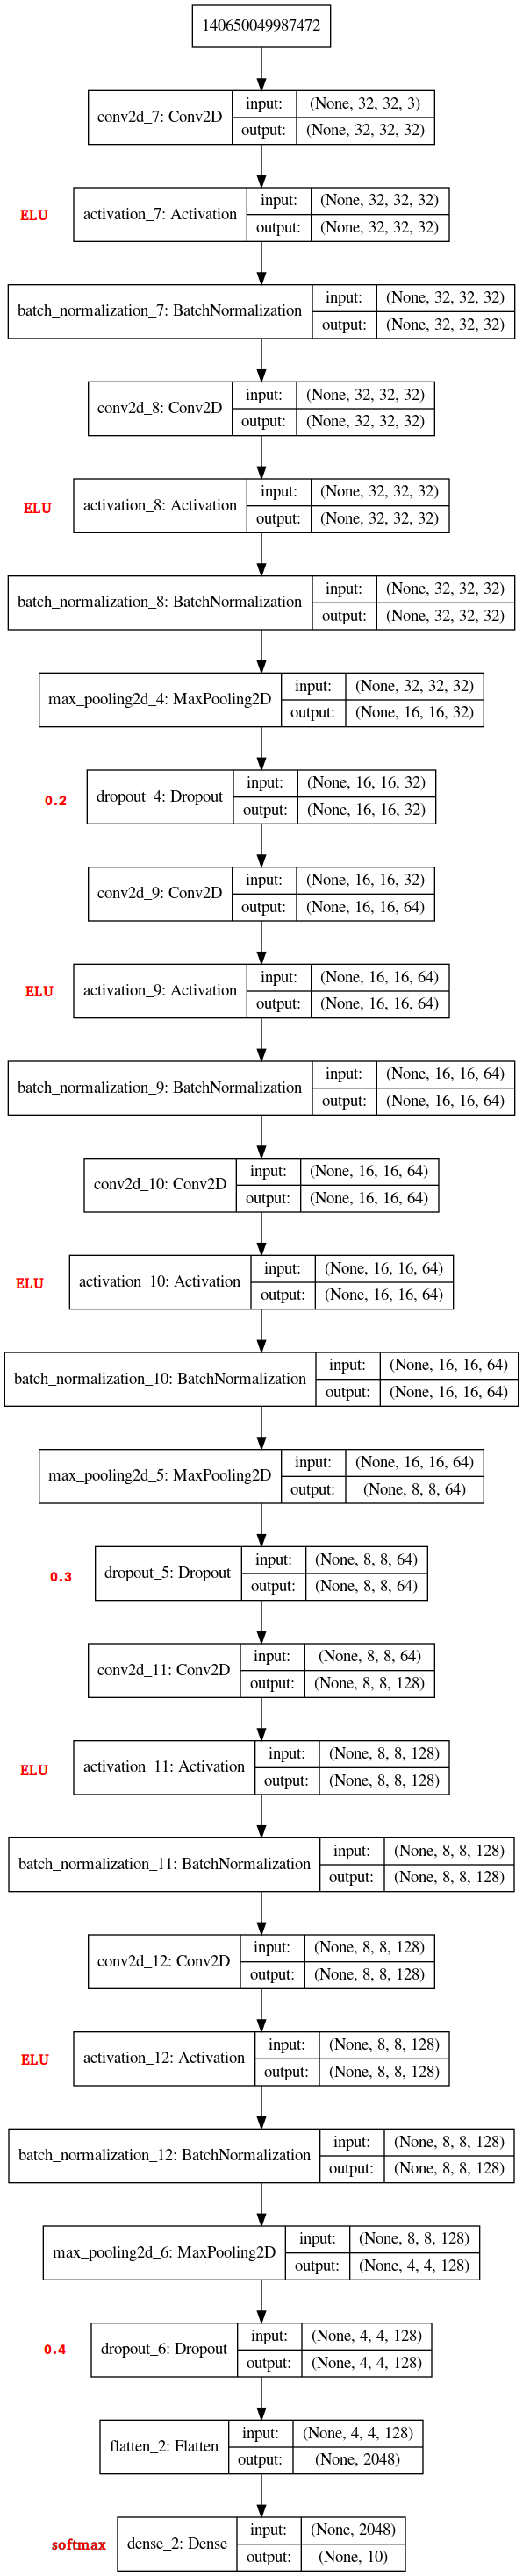 140650049987472
conv2d_7: Conv2D input: (None, 32, 32, 3)
output: (None, 32, 32, 32)
ELU activation_7: Activation input: (None, 32, 32, 32)
output: (None, 32, 32, 32)
batch_normalization_7: BatchNormalization input: (None, 32, 32, 32)
output: (None, 32, 32, 32)
conv2d_8: Conv2D input: (None, 32, 32, 32)
output: (None, 32, 32, 32)
ELU activation_8: Activation input: (None, 32, 32, 32)
output: (None, 32, 32, 32)
batch_normalization_8: BatchNormalization input: (None, 32, 32, 32)
output: (None, 32, 32, 32)
max_pooling2d_4: MaxPooling2D input: (None, 32, 32, 32)
output: (None, 16, 16, 32)
0.2 dropout_4: Dropout input: (None, 16, 16, 32)
output: (None, 16, 16, 32)
conv2d_9: Conv2D input: (None, 16, 16, 32)
output: (None, 16, 16, 64)
ELU activation_9: Activation input: (None, 16, 16, 64)
output: (None, 16, 16, 64)
batch_normalization_9: BatchNormalization input: (None, 16, 16, 64)
output: (None, 16, 16, 64)
conv2d_10: Conv2D input: (None, 16, 16, 64)
output: (None, 16, 16, 64)
ELU activation_10: Activation input: (None, 16, 16, 64)
output: (None, 16, 16, 64)
batch_normalization_10: BatchNormalization input: (None, 16, 16, 64)
output: (None, 16, 16, 64)
max_pooling2d_5: MaxPooling2D input: (None, 16, 16, 64)
output: (None, 8, 8, 64)
0.3 dropout_5: Dropout input: (None, 8, 8, 64)
output: (None, 8, 8, 64)
conv2d_11: Conv2D input: (None, 8, 8, 64)
output: (None, 8, 8, 128)
ELU activation_11: Activation input: (None, 8, 8, 128)
output: (None, 8, 8, 128)
batch_normalization_11: BatchNormalization input: (None, 8, 8, 128)
output: (None, 8, 8, 128)
conv2d_12: Conv2D input: (None, 8, 8, 128)
output: (None, 8, 8, 128)
ELU activation_12: Activation input: (None, 8, 8, 128)
output: (None, 8, 8, 128)
batch_normalization_12: BatchNormalization input: (None, 8, 8, 128)
output: (None, 8, 8, 128)
max_pooling2d_6: MaxPooling2D input: (None, 8, 8, 128)
output: (None, 4, 4, 128)
0.4 dropout_6: Dropout input: (None, 4, 4, 128)
output: (None, 4, 4, 128)
flatten_2: Flatten input: (None, 4, 4, 128)
output: (None, 2048)
softmax dense_2: Dense input: (None, 2048)
output: (None, 10)